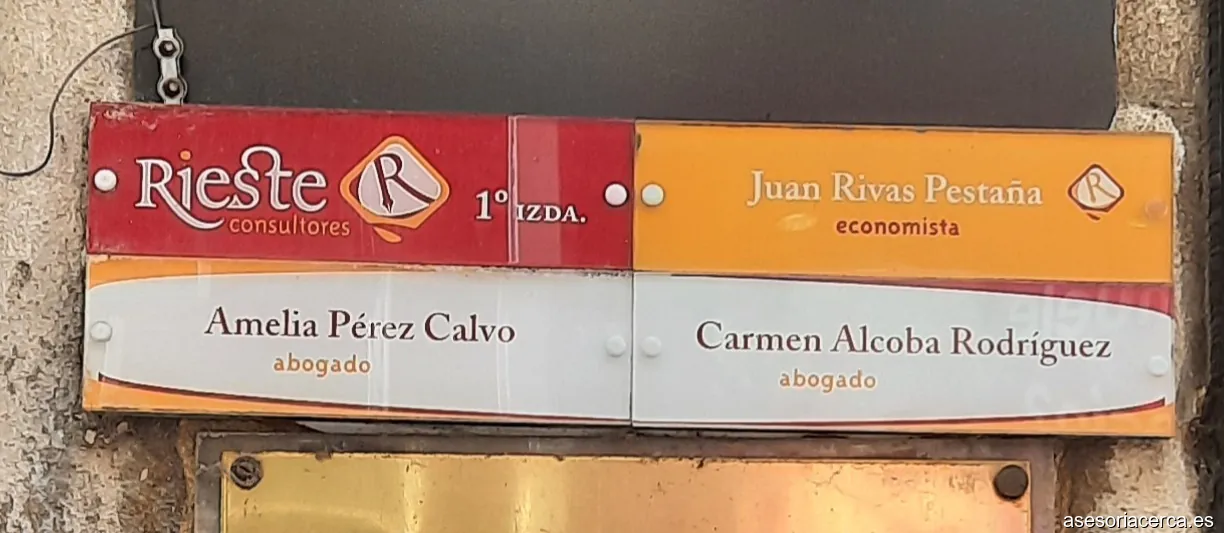 Rieste
consultores
R
1º IZDA.
Juan Rivas Pestaña
economista
R
Amelia Pérez Calvo
abogado
Carmen Alcoba Rodríguez
abogado
asesoriacerca.es